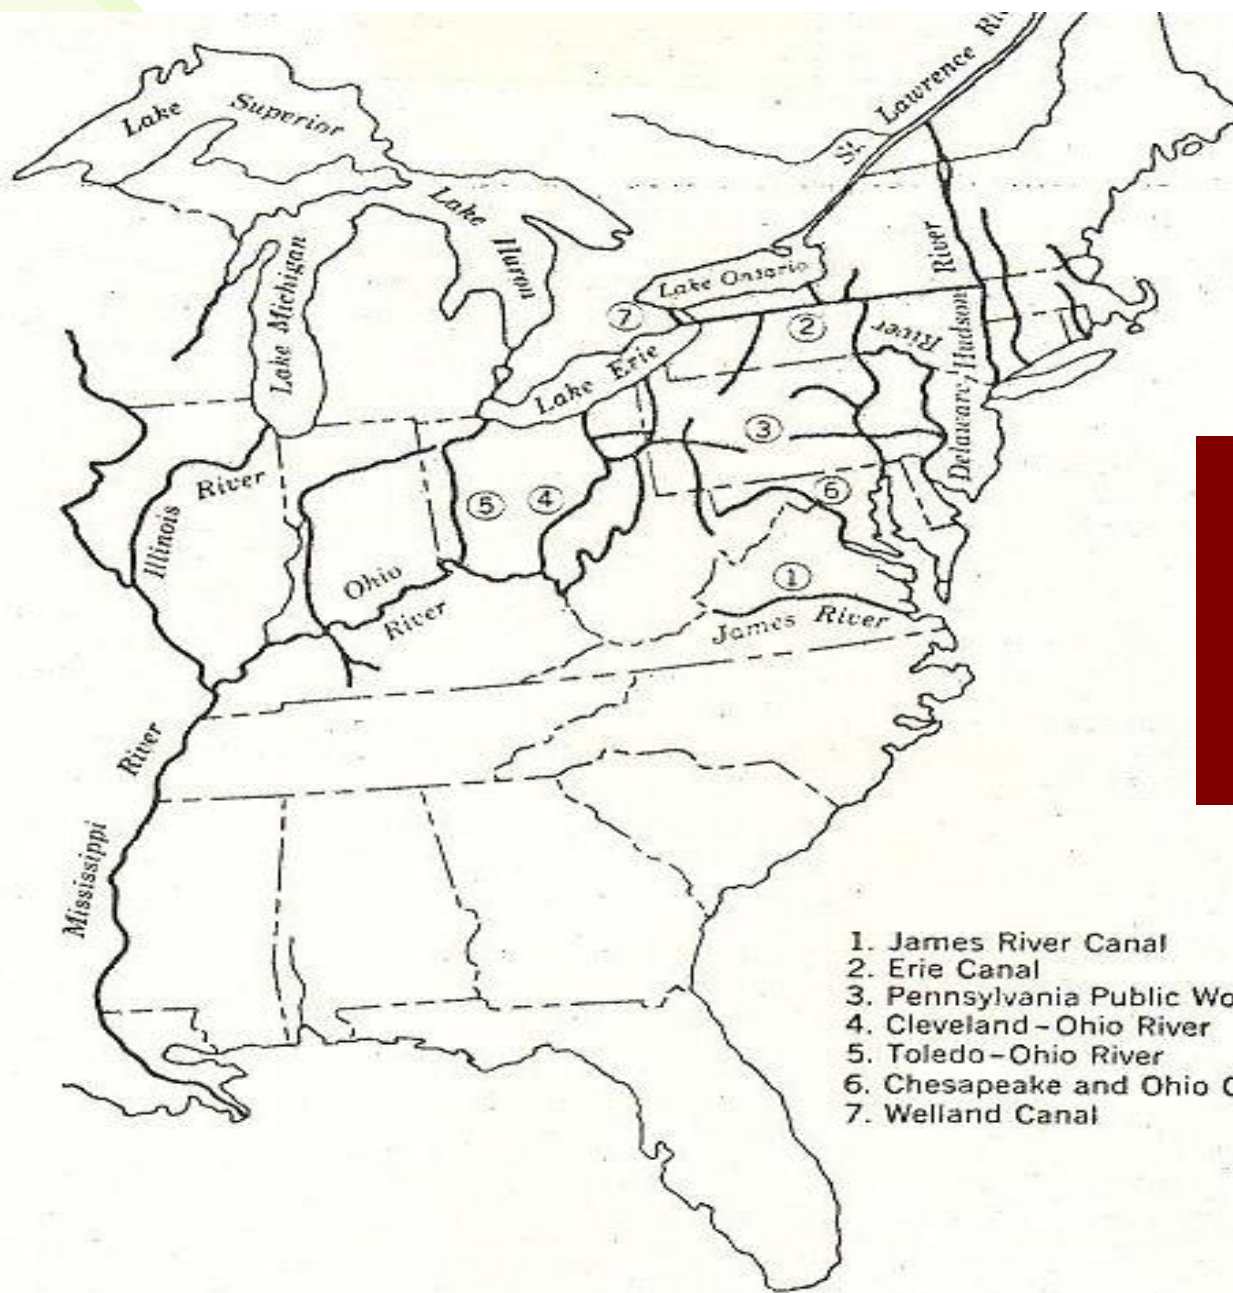 Lake Superior
Lake Huron
Lake Michigan
St. Lawrence
Lake Ontario
River
Lake Erie
River
Delaware/Hudson
7
2
3
6
5
4
1
Illinois River
Ohio River
James River
Mississippi River
1. James River Canal
2. Erie Canal
3. Pennsylvania Public
4. Cleveland-Ohio River
5. Toledo-Ohio River
6. Chesapeake and Ohio
7. Welland Canal